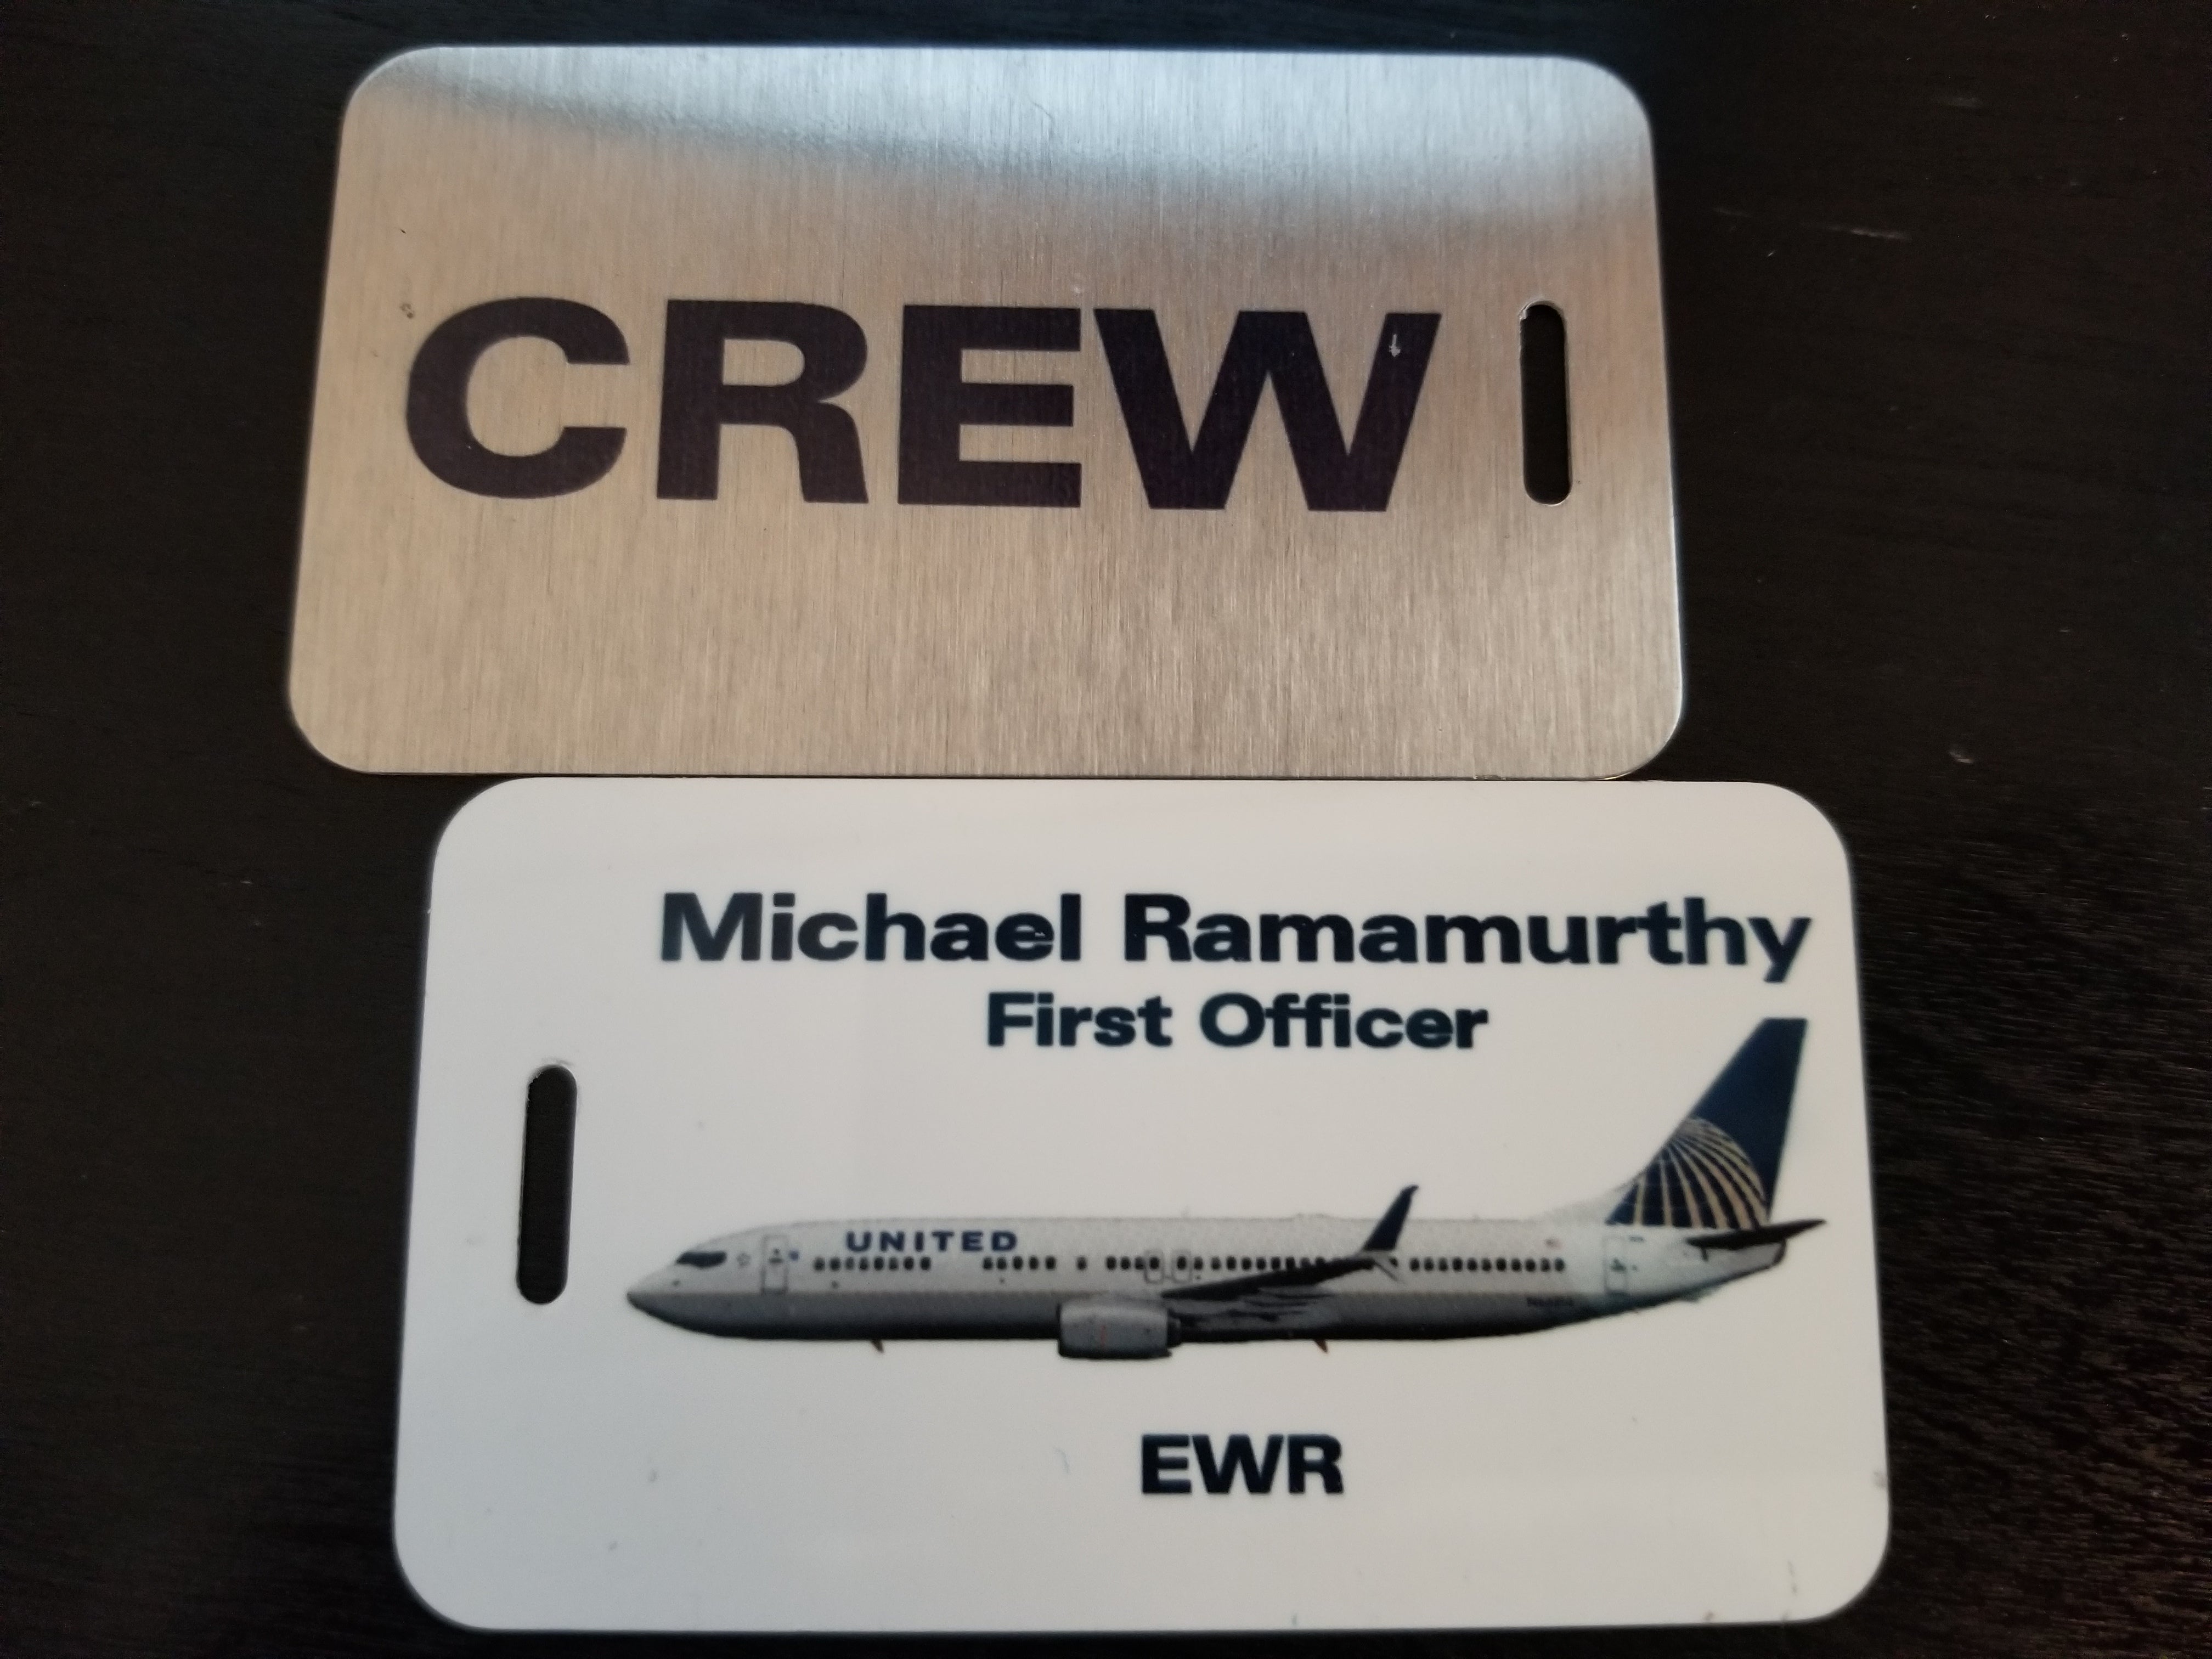 CREW
Michael Ramamurthy
First Officer
UNITED
EWR